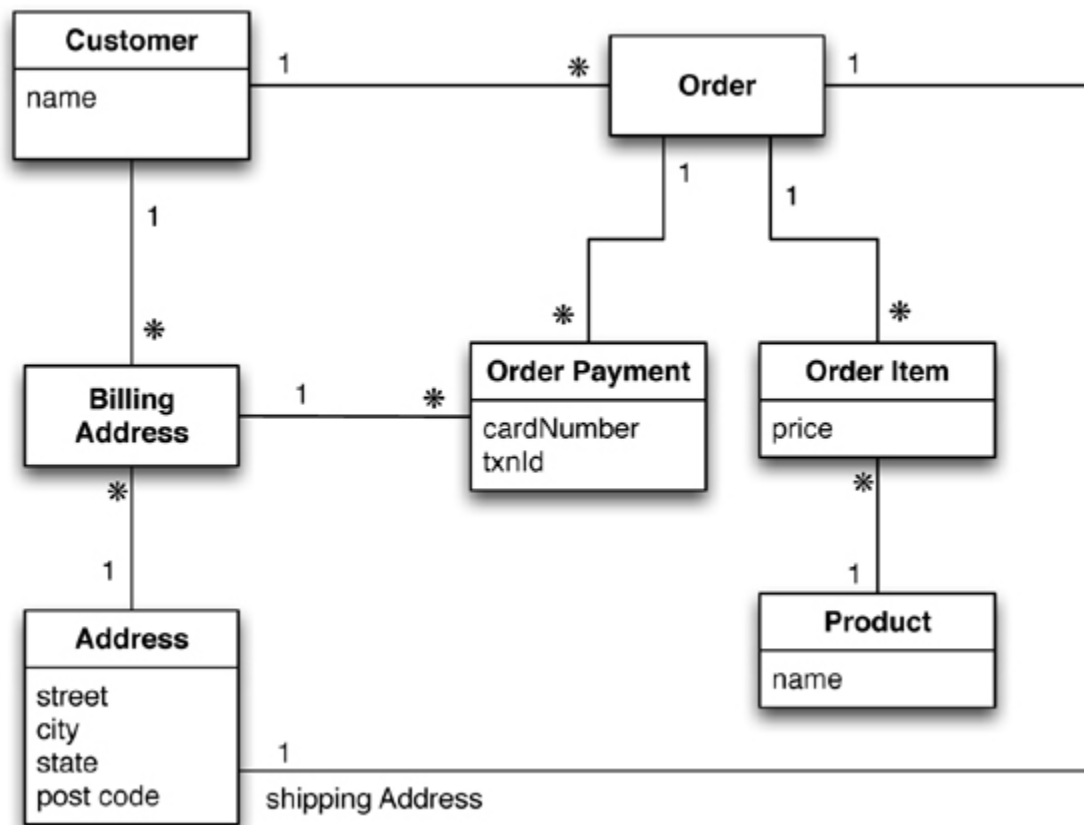 Customer
name
1
*
Order
1
1
1
1
*
Billing
Address
1
*
*
Order Payment
cardNumber
txnId
*
Order Item
price
*
1
*
1
Product
name
Address
street
city
state
post code
1
shipping Address